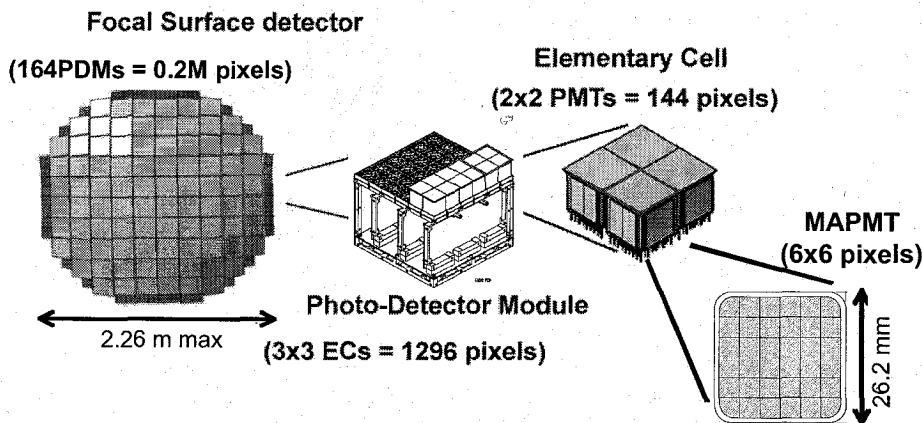 Focal Surface detector
(164PDMs = 0.2M pixels)
Elementary Cell
(2x2 PMTs = 144 pixels)
MAPMT
(6x6 pixels)
Photo-Detector Module
(3x3 ECs = 1296 pixels)
2.26 m max
26.2 mm